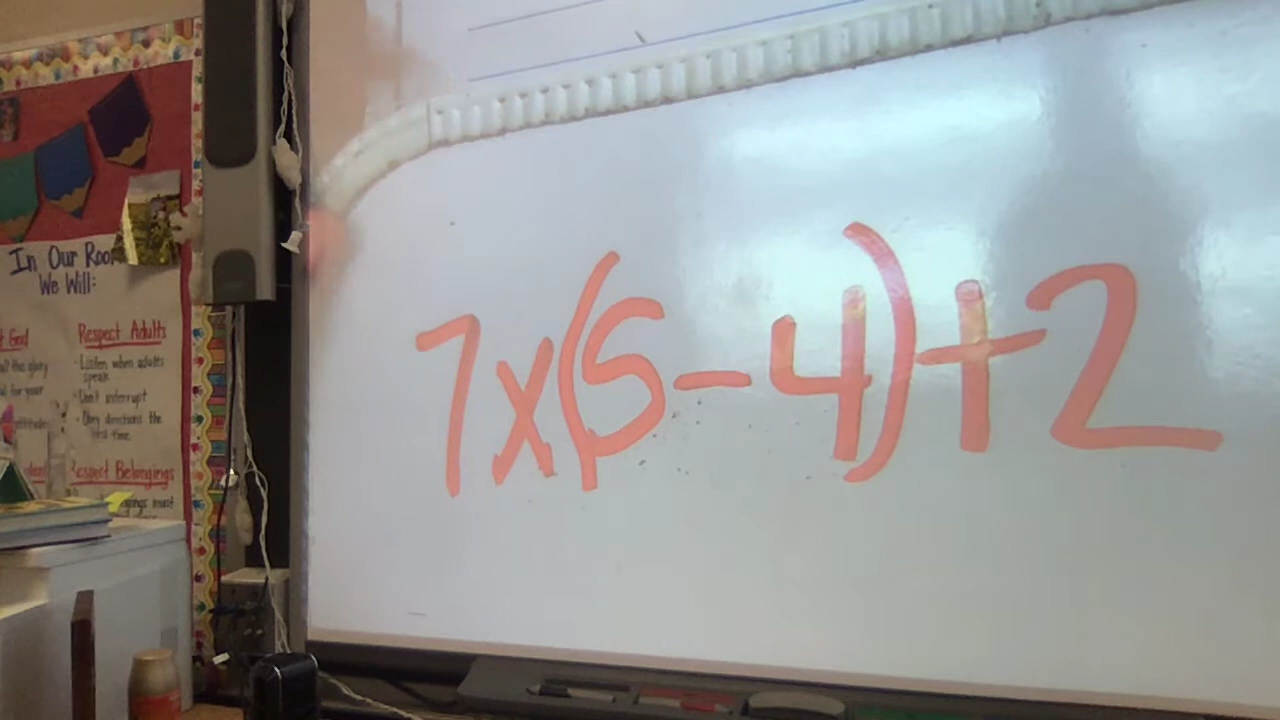 In Our Room
We Will:
Respect Adults
· Listen when adults
speak
· Don't interrupt
· Obey directions the
first time.
Respect Belongings
7x(5-4)+2